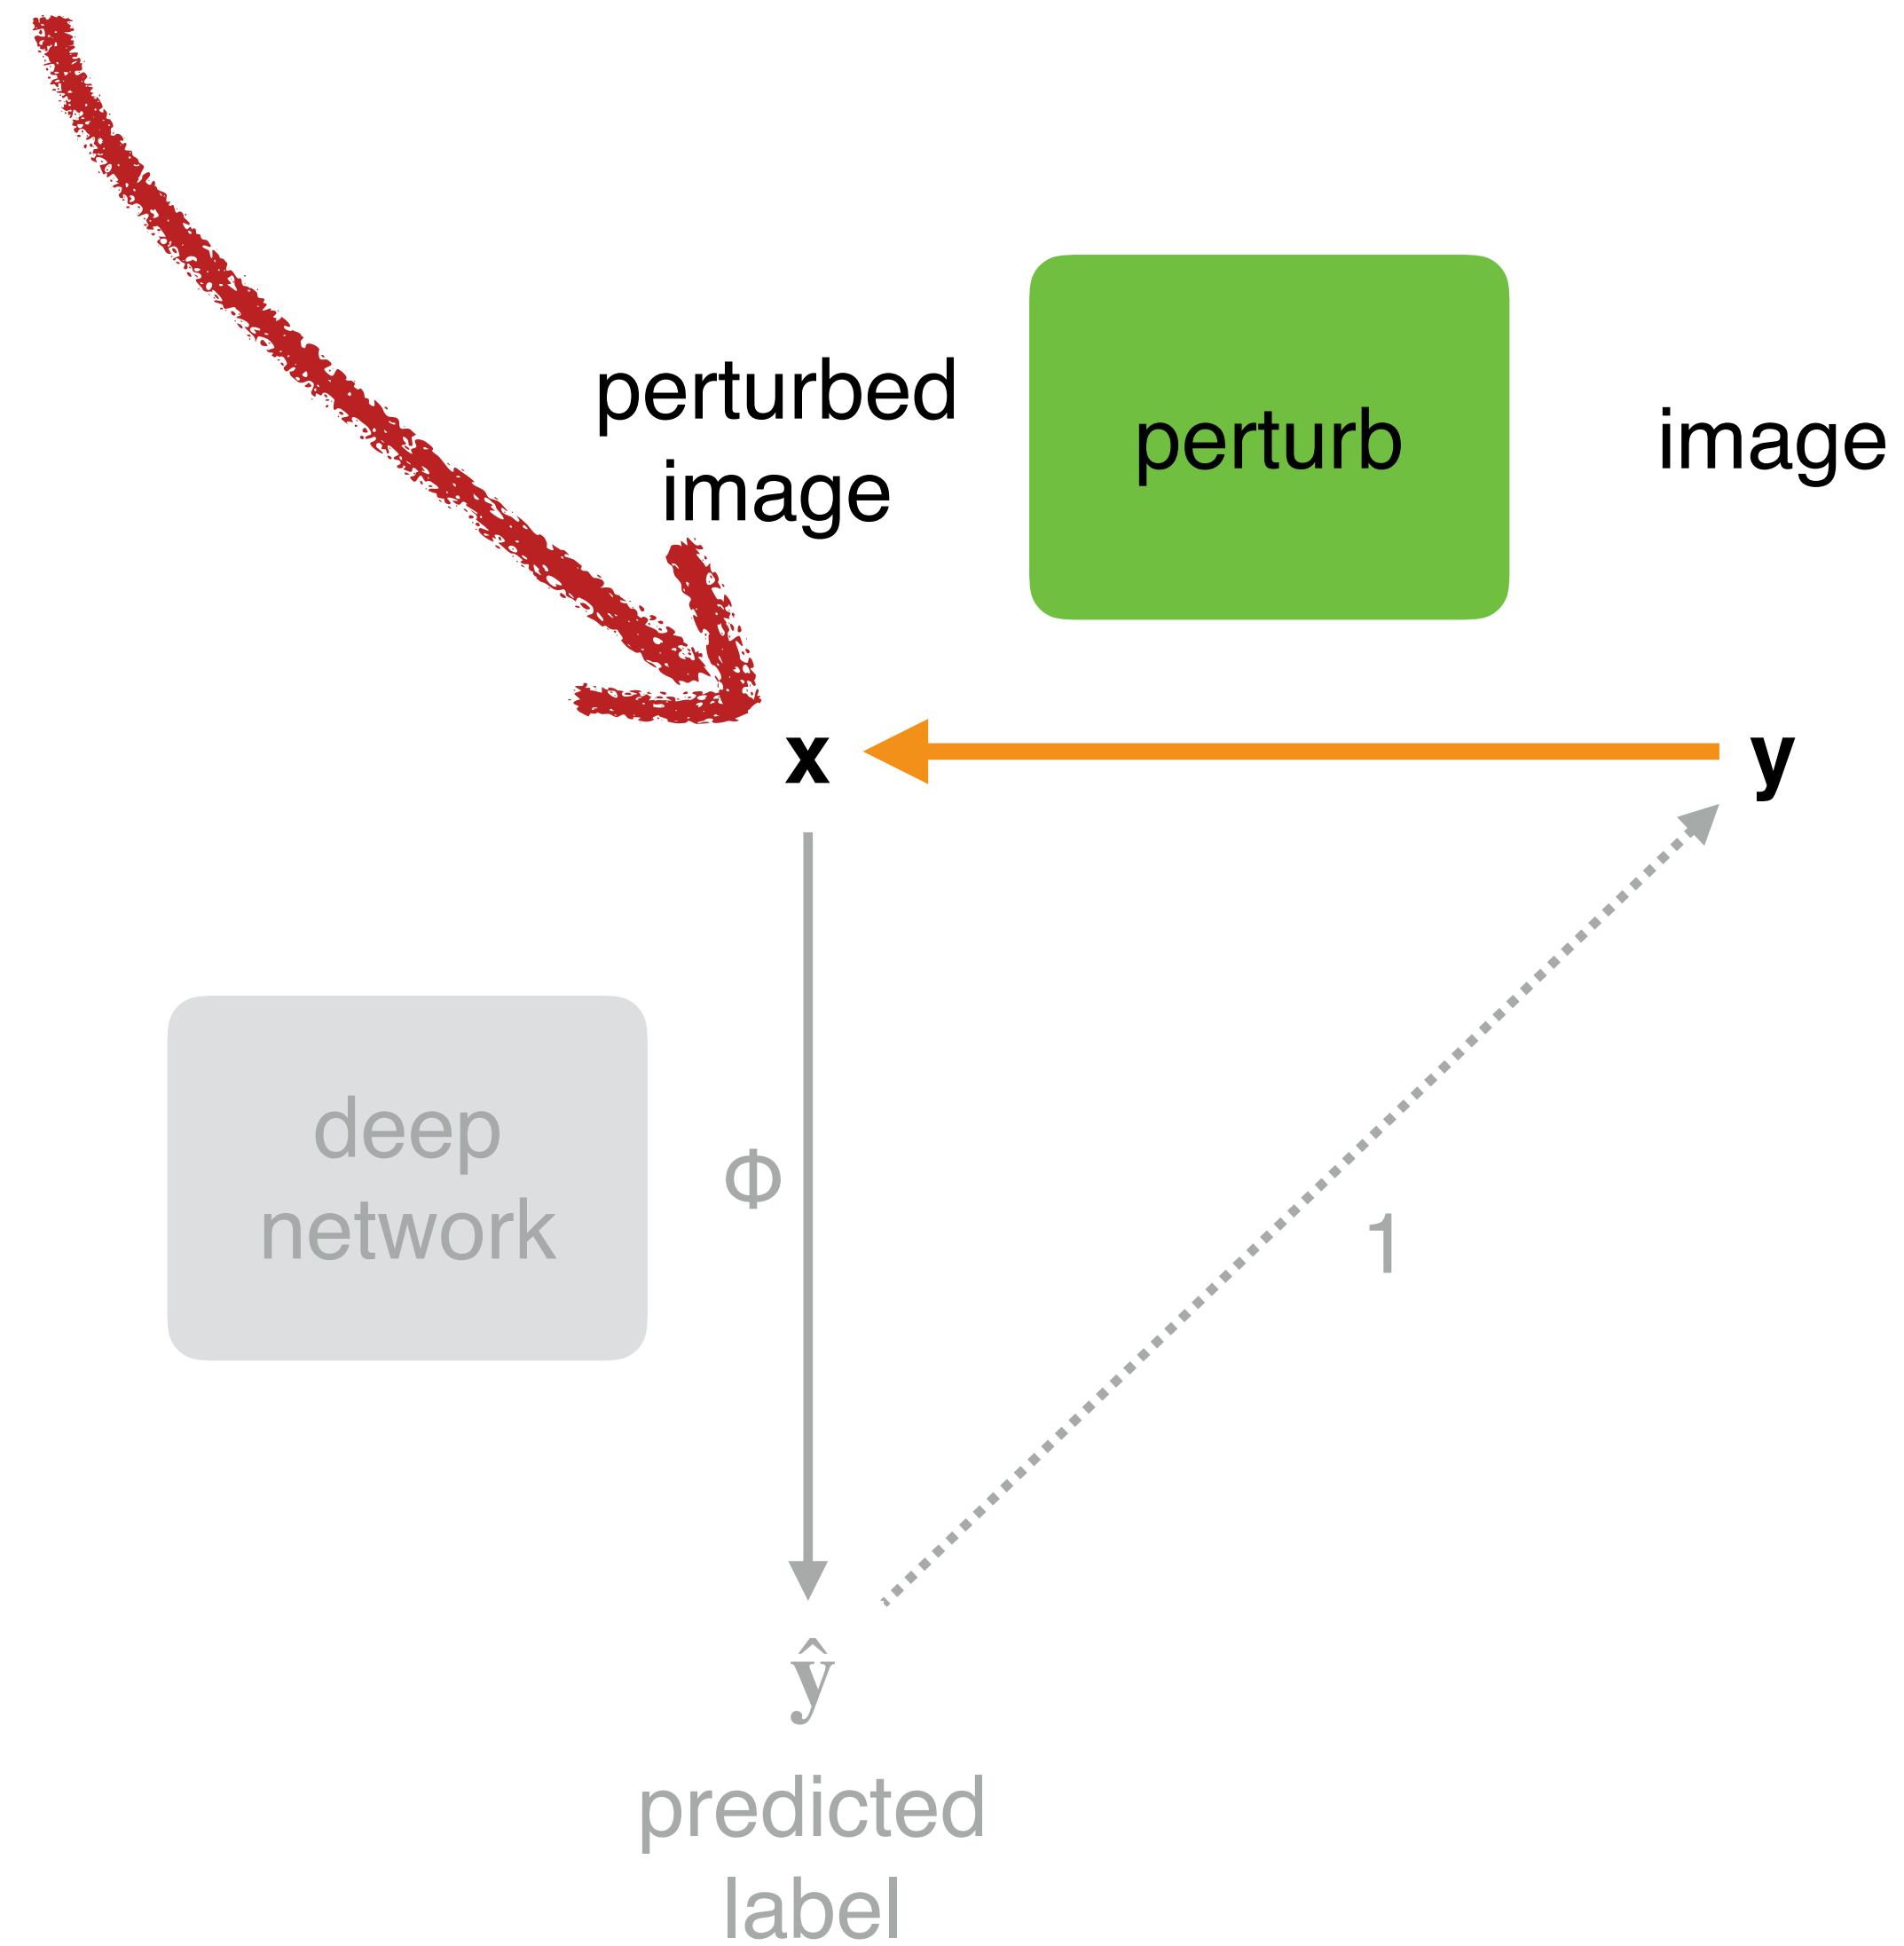 perturbed
image
perturb
image
x
y
deep
network
Φ
1
ŷ
predicted
label